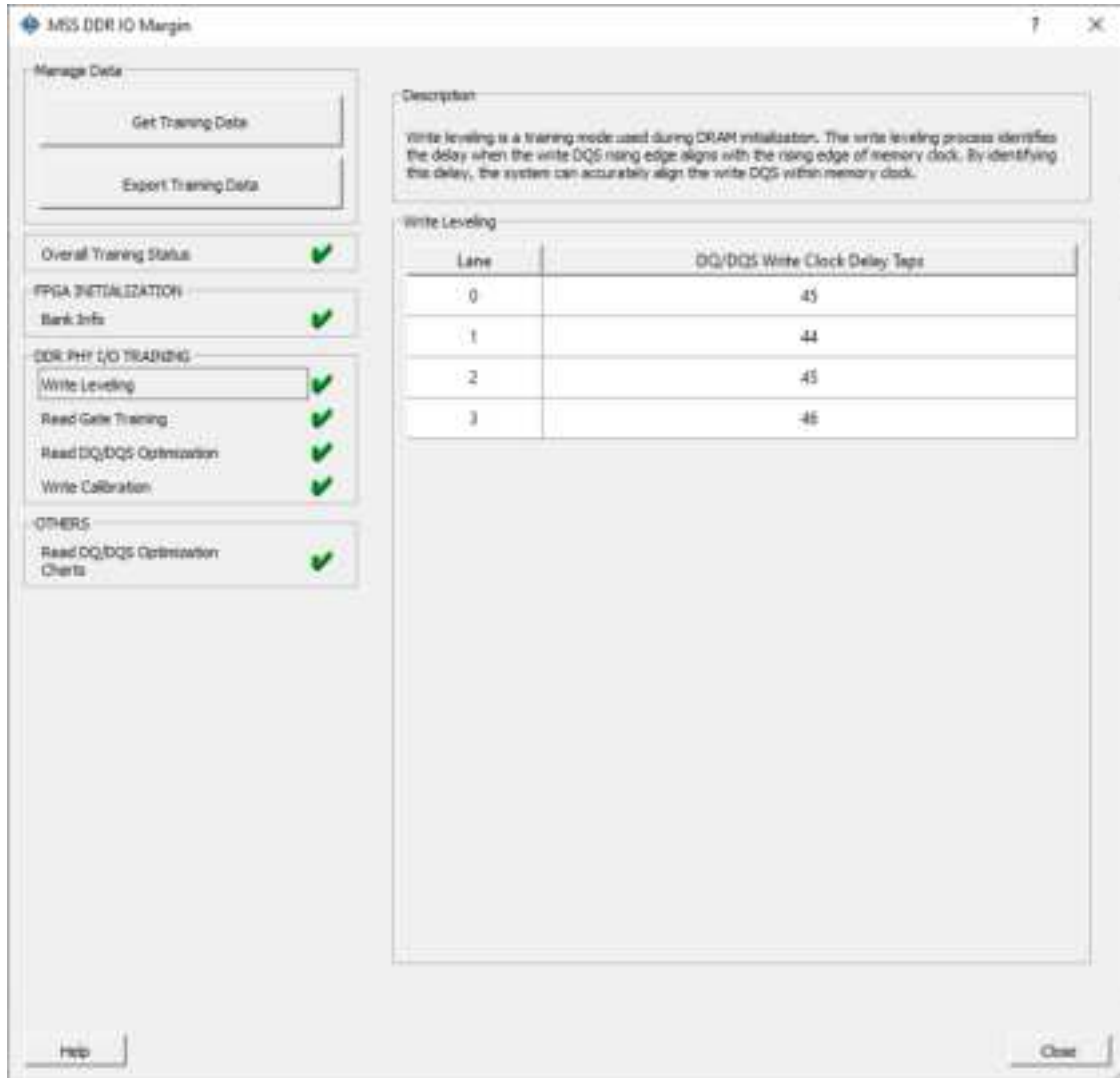 MSS DDR IO Margin
? ×
Manage Data
Get Training Data
Export Training Data
Overall Training Status
FPGA INITIALIZATION
Bank Info
DDR PHY I/O TRAINING
Write Leveling
Read Gate Training
Read DQ/DQS Optimization
Write Calibration
OTHERS
Read DQ/DQS Optimization
Charts
Description
Write leveling is a training mode used during DRAM initialization. The write leveling process identifies
the delay when the write DQS rising edge aligns with the rising edge of memory clock. By identifying
this delay, the system can accurately align the write DQS within memory clock.
Write Leveling
Lane DQ/DQS Write Clock Delay Taps
0 45
1 44
2 45
3 46
Help
Close